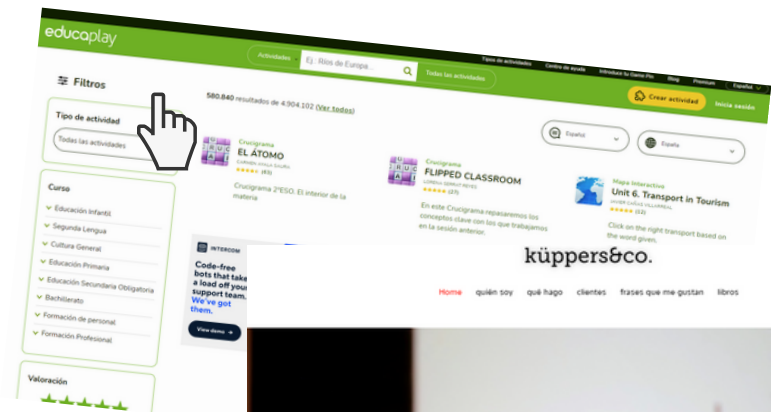 educaplay
Tipos de actividades Centro de ayuda Introduce tu Game Pin Blog Premium Español
Actividades Ej.: Ríos de Europa... Todas las actividades
Crear actividad Inicia sesión
Filtros
580.840 resultados de 4.904.102 (Ver todos)
Español España
Tipo de actividad
Todas las actividades
Curso
Educación Infantil
Segunda Lengua
Cultura General
Educación Primaria
Educación Secundaria Obligatoria
Bachillerato
Formación de personal
Formación Profesional
Valoración
Crucigrama
EL ÁTOMO
(65)
Crucigrama 2ºESO. El interior de la
materia
Crucigrama
FLIPPED CLASSROOM
(27)
En este Crucigrama repasaremos los
conceptos clave con los que trabajamos
en la sesión anterior.
Mapa Interactivo
Unit 6. Transport in Tourism
(12)
Click on the right transport based on
the word given.
INTERCOM
Code-free
bots that take
a load off your
support team.
We've got
them.
View demo
küppers&co.
Home quién soy qué hago clientes frases que me gustan libros